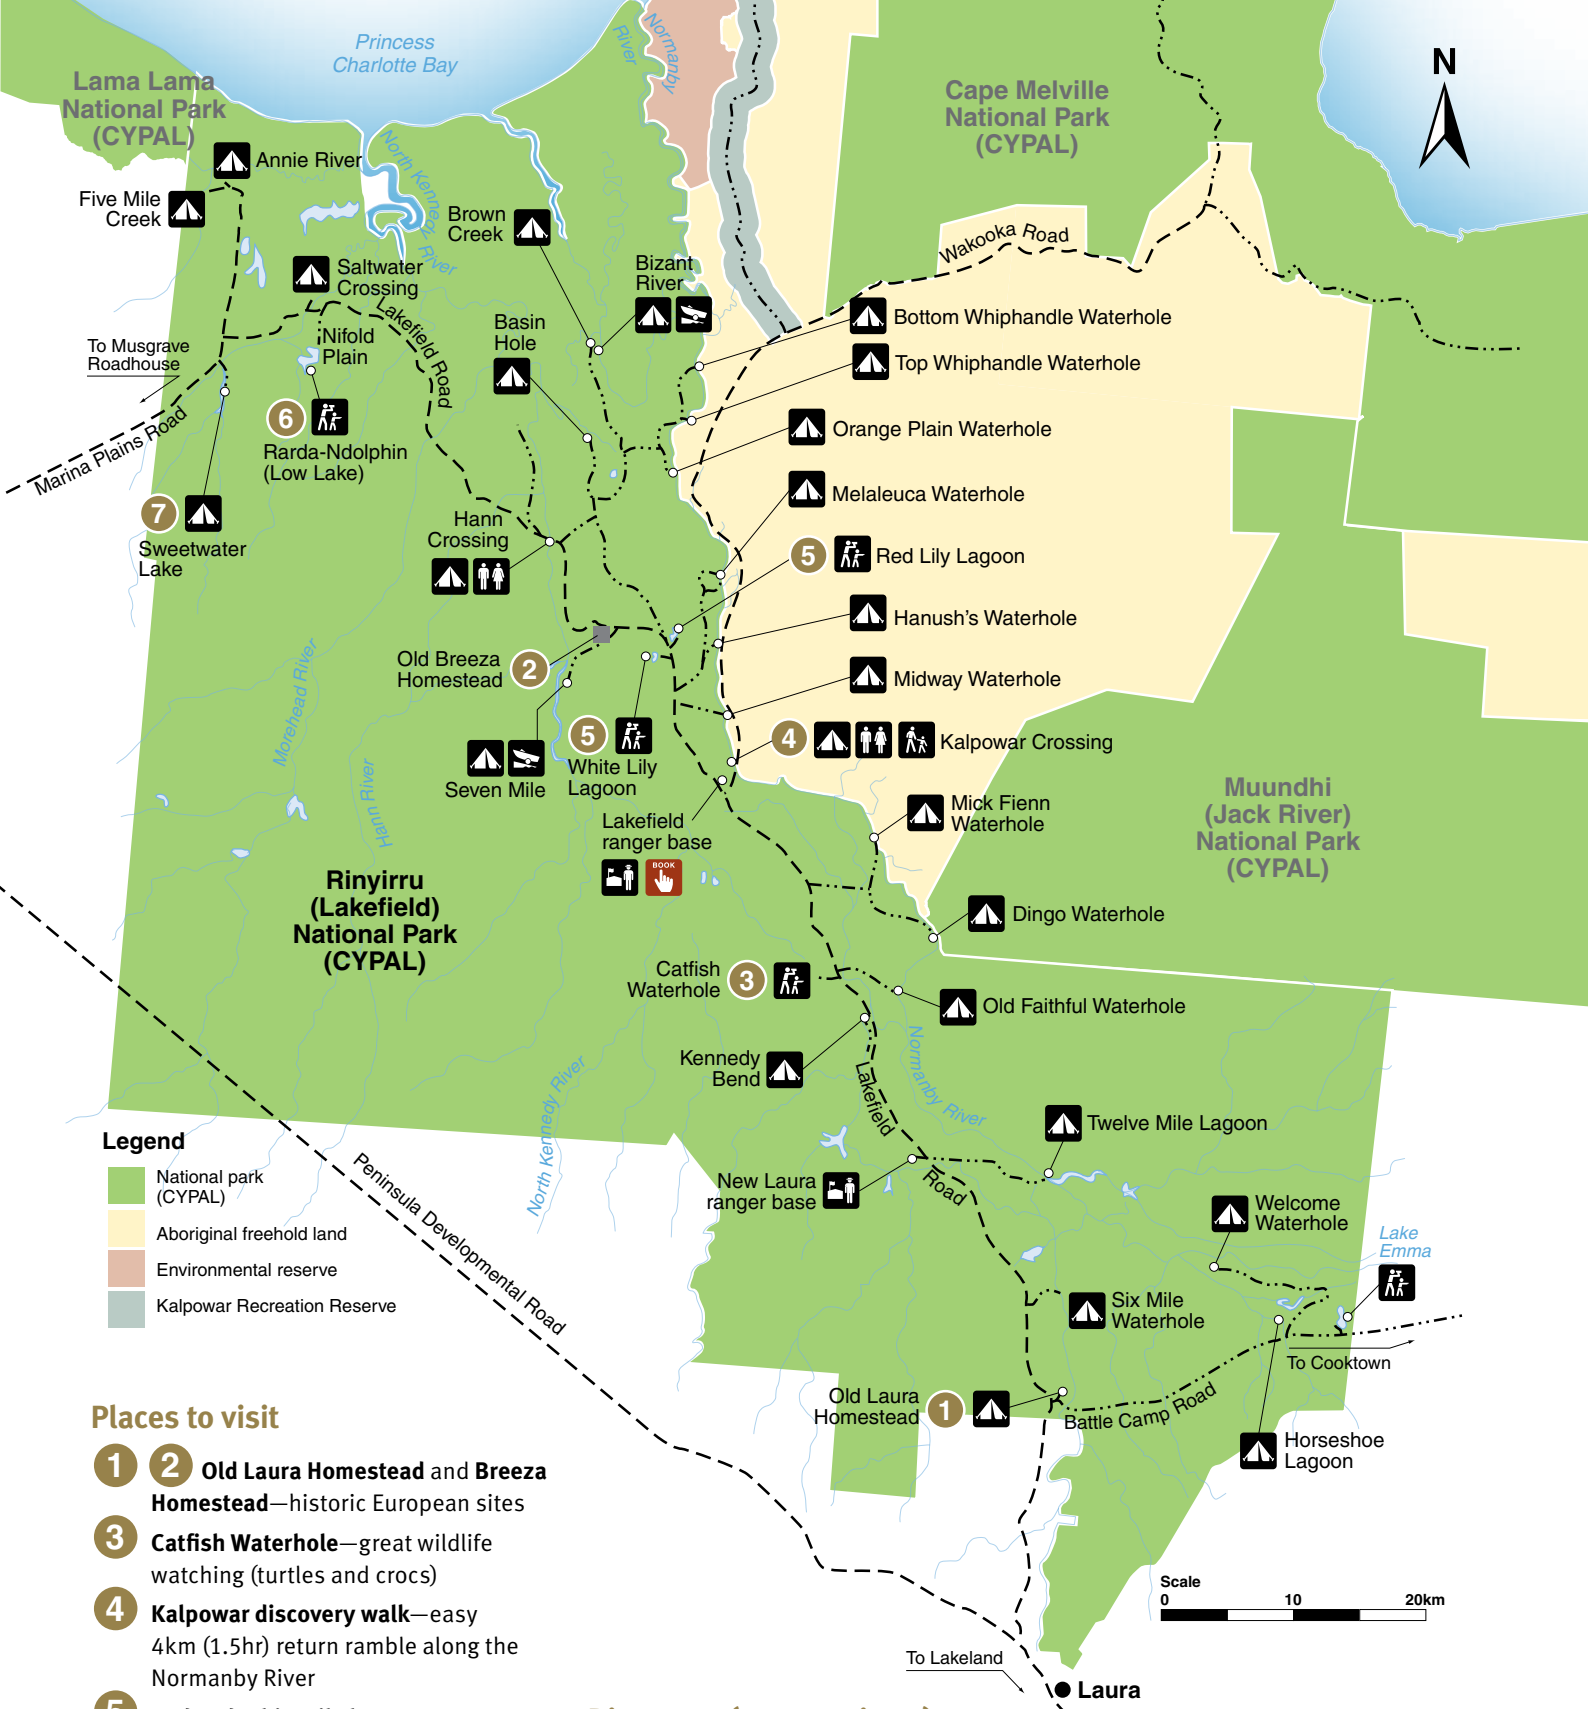 Princess
Charlotte Bay
Normanby
River
N
Lama Lama
National Park
(CYPAL)
Cape Melville
National Park
(CYPAL)
Annie River
North Kennedy River
Five Mile
Creek
Brown
Creek
Wakooka Road
Saltwater
Crossing
Bizant
River
Lakefield Road
Nifold
Plain
Basin
Hole
Bottom Whiphandle Waterhole
To Musgrave
Roadhouse
Top Whiphandle Waterhole
Marina Plains Road
6
Rarda-Ndolphin
(Low Lake)
Orange Plain Waterhole
Melaleuca Waterhole
7
Sweetwater
Lake
Hann
Crossing
5
Red Lily Lagoon
Hanush's Waterhole
Old Breeza
Homestead
2
Midway Waterhole
Morehead River
Hann River
Seven Mile
5
White Lily
Lagoon
4
Kalpowar Crossing
Lakefield
ranger base
BOOK
Mick Fienn
Waterhole
Muundhi
(Jack River)
National Park
(CYPAL)
Rinyirru
(Lakefield)
National Park
(CYPAL)
Dingo Waterhole
Catfish
Waterhole
3
Old Faithful Waterhole
Kennedy
Bend
Lakefield
Road
Normanby River
North Kennedy River
Twelve Mile Lagoon
New Laura
ranger base
Welcome
Waterhole
Lake
Emma
Six Mile
Waterhole
To Cooktown
Old Laura
Homestead
1
Battle Camp Road
Horseshoe
Lagoon
Peninsula Developmental Road
Legend
National park
(CYPAL)
Aboriginal freehold land
Environmental reserve
Kalpowar Recreation Reserve
Places to visit
1 2 Old Laura Homestead and Breeza
Homestead—historic European sites
3 Catfish Waterhole—great wildlife
watching (turtles and crocs)
4 Kalpowar discovery walk—easy
4km (1.5hr) return ramble along the
Normanby River
5
Scale
0 10 20km
To Lakeland
Laura